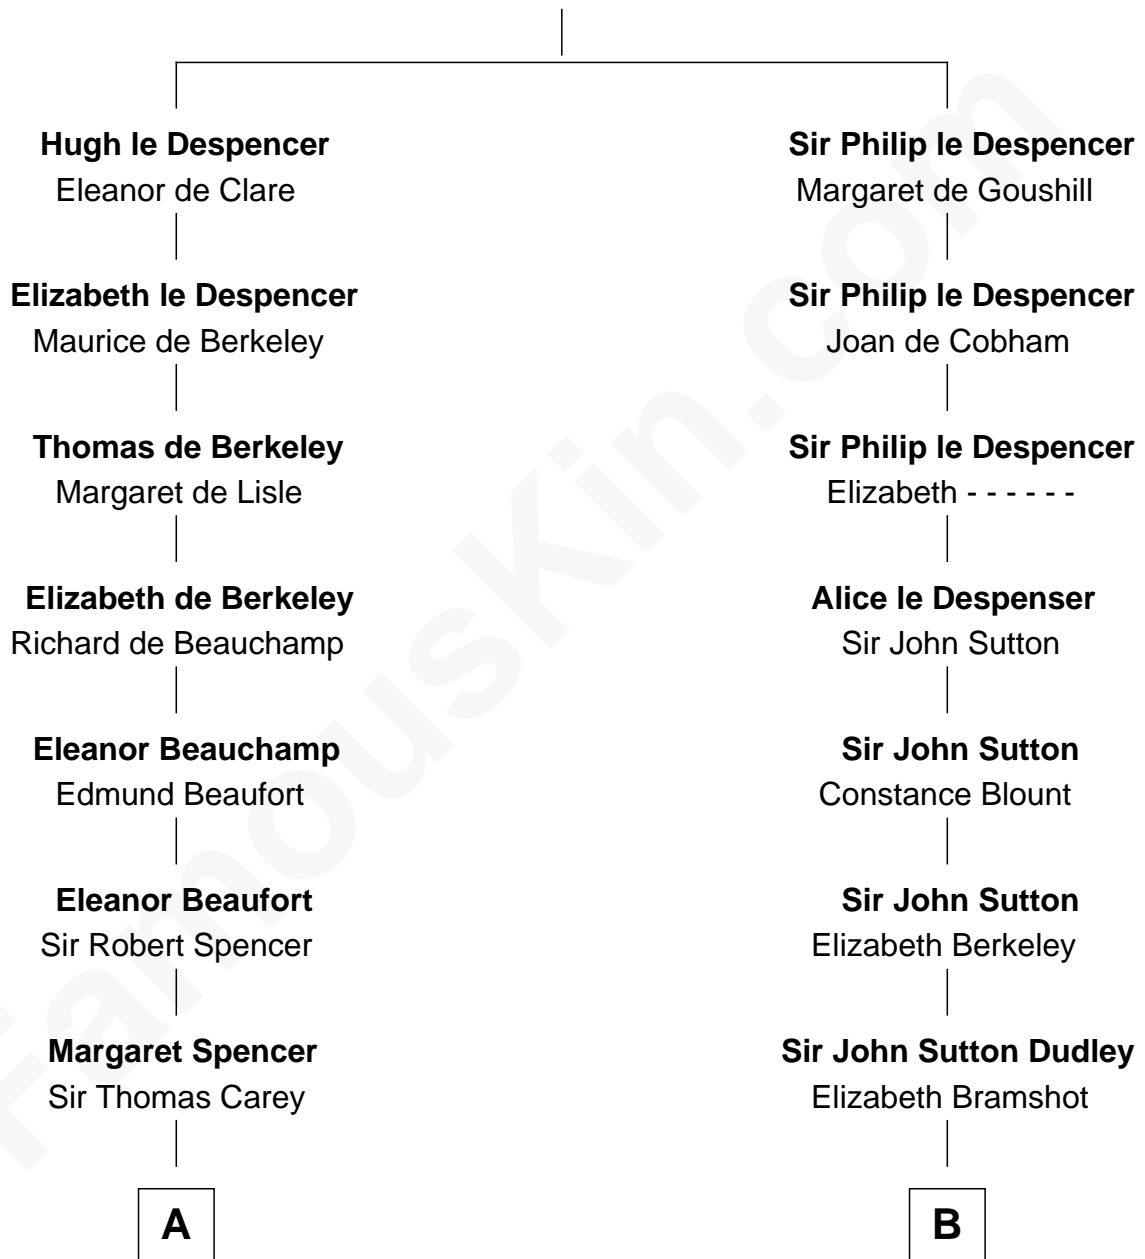 Hugh le Despencer
Eleanor de Clare
Elizabeth le Despencer
Maurice de Berkeley
Thomas de Berkeley
Margaret de Lisle
Elizabeth de Berkeley
Richard de Beauchamp
Eleanor Beauchamp
Edmund Beaufort
Eleanor Beaufort
Sir Robert Spencer
Margaret Spencer
Sir Thomas Carey
A
Sir Philip le Despencer
Margaret de Goushill
Sir Philip le Despencer
Joan de Cobham
Sir Philip le Despencer
Elizabeth - - - - - -
Alice le Despenser
Sir John Sutton
Sir John Sutton
Constance Blount
Sir John Sutton
Elizabeth Berkeley
Sir John Sutton Dudley
Elizabeth Bramshot
B
FamousKin.com